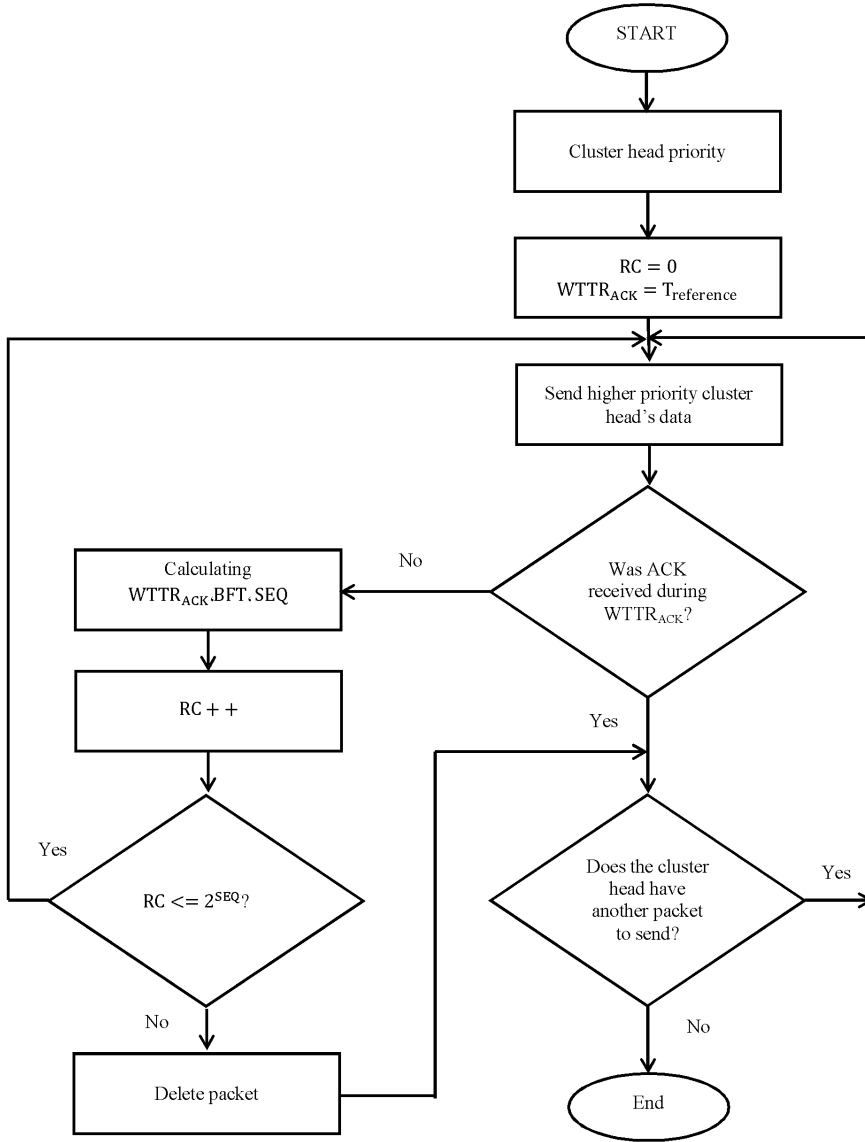 START
Cluster head priority
RC = 0
WTTR_ACK = T_reference
Send higher priority cluster
head's data
Was ACK
received during
WTTR_ACK?
No
Calculating
WTTR_ACK.BFT.SEQ
RC + +
Yes
Yes
RC <= 2^SEQ?
Does the cluster
head have
another packet
to send?
Yes
No
Delete packet
No
End